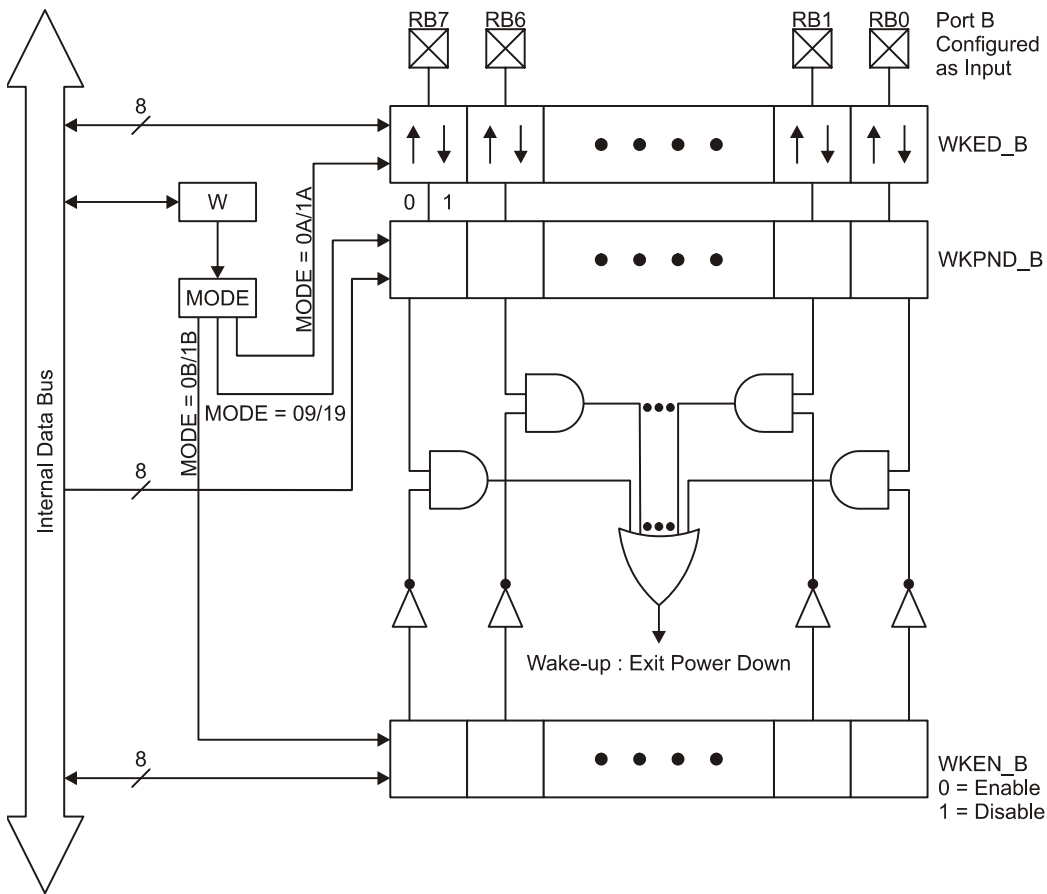 RB7 RB6 RB1 RB0 Port B
Configured
as Input
8
WKED_B
W
0 1
MODE = 0A/1A
WKPND_B
MODE
MODE = 0B/1B
MODE = 09/19
Internal Data Bus
8
Wake-up : Exit Power Down
8
WKEN_B
0 = Enable
1 = Disable